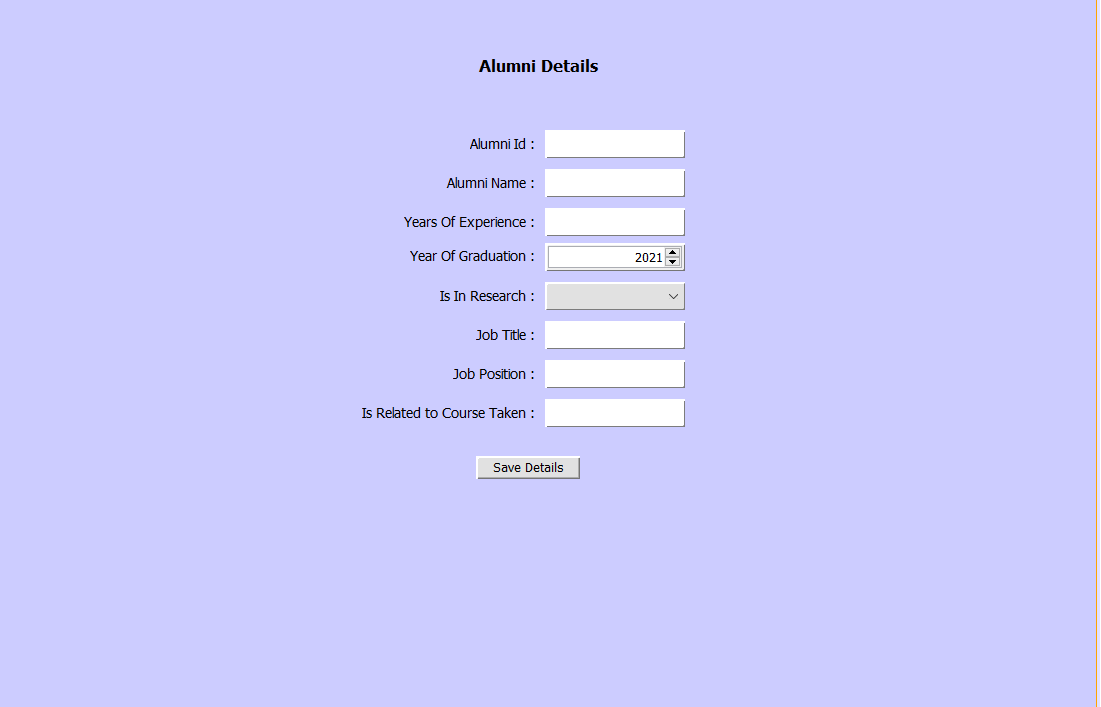 Alumni Details
Alumni Id :
Alumni Name :
Years Of Experience :
Year Of Graduation : 2021
Is In Research :
Job Title :
Job Position :
Is Related to Course Taken :
Save Details